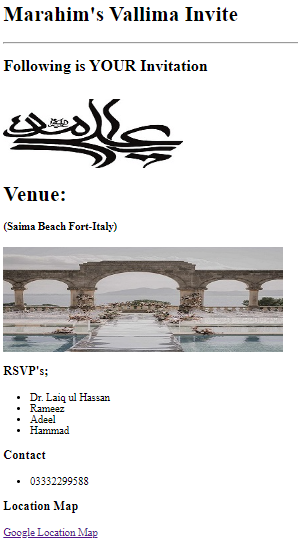 Marahim's Vallima Invite
Following is YOUR Invitation
Venue:
(Saima Beach Fort-Italy)
RSVP's;
Dr. Laiq ul Hassan
Rameez
Adeel
Hammad
Contact
03332299588
Location Map
Google Location Map